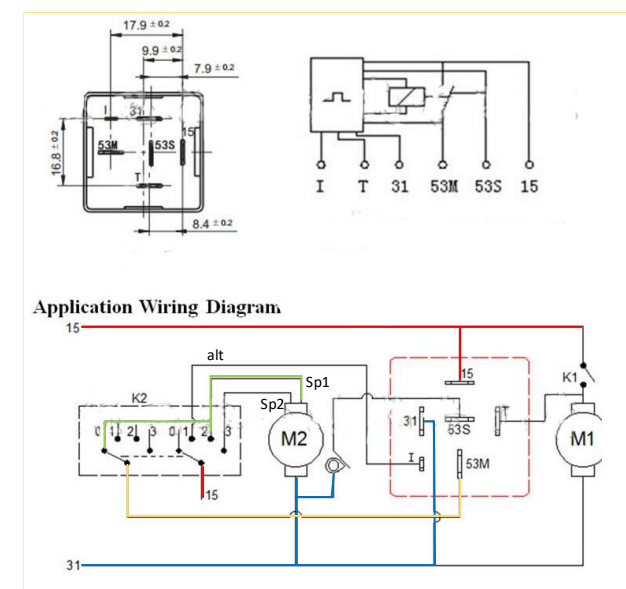 17.9 ± 0.2
9.9 ± 0.2
7.9 ± 0.2
16.8 ± 0.2
I 31
15
53M 53S
T
8.4 ± 0.2
I T 31 53M 53S 15
Application Wiring Diagram
15
alt
Sp1
K2
Sp2
0 1 2 3 0 1 2 3
M2
15
15
31 53S T
I 53M
K1
M1
31